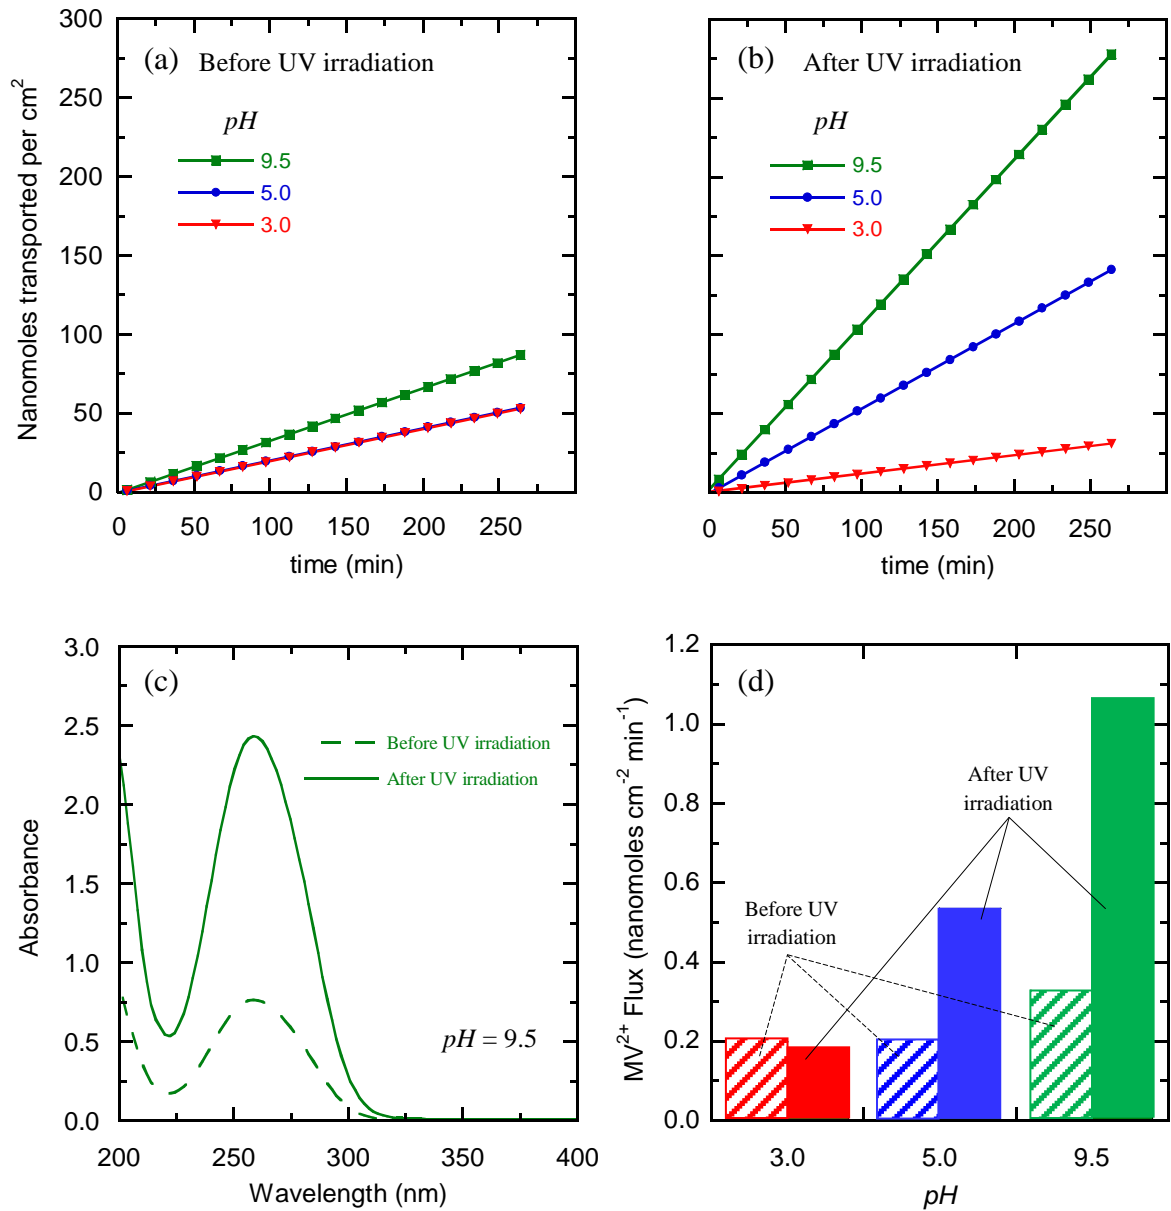 (a) Before UV irradiation
pH
9.5
5.0
3.0
Nanomoles transported per cm²
300
250
200
150
100
50
0
0 50 100 150 200 250
time (min)
(b) After UV irradiation
pH
9.5
5.0
3.0
0 50 100 150 200 250
time (min)
(c)
Before UV irradiation
After UV irradiation
pH = 9.5
Absorbance
3.0
2.5
2.0
1.5
1.0
0.5
0.0
200 250 300 350 400
Wavelength (nm)
(d)
After UV
irradiation
Before UV
irradiation
MV²⁺ Flux (nanomoles cm⁻² min⁻¹)
1.2
1.0
0.8
0.6
0.4
0.2
0.0
3.0 5.0 9.5
pH